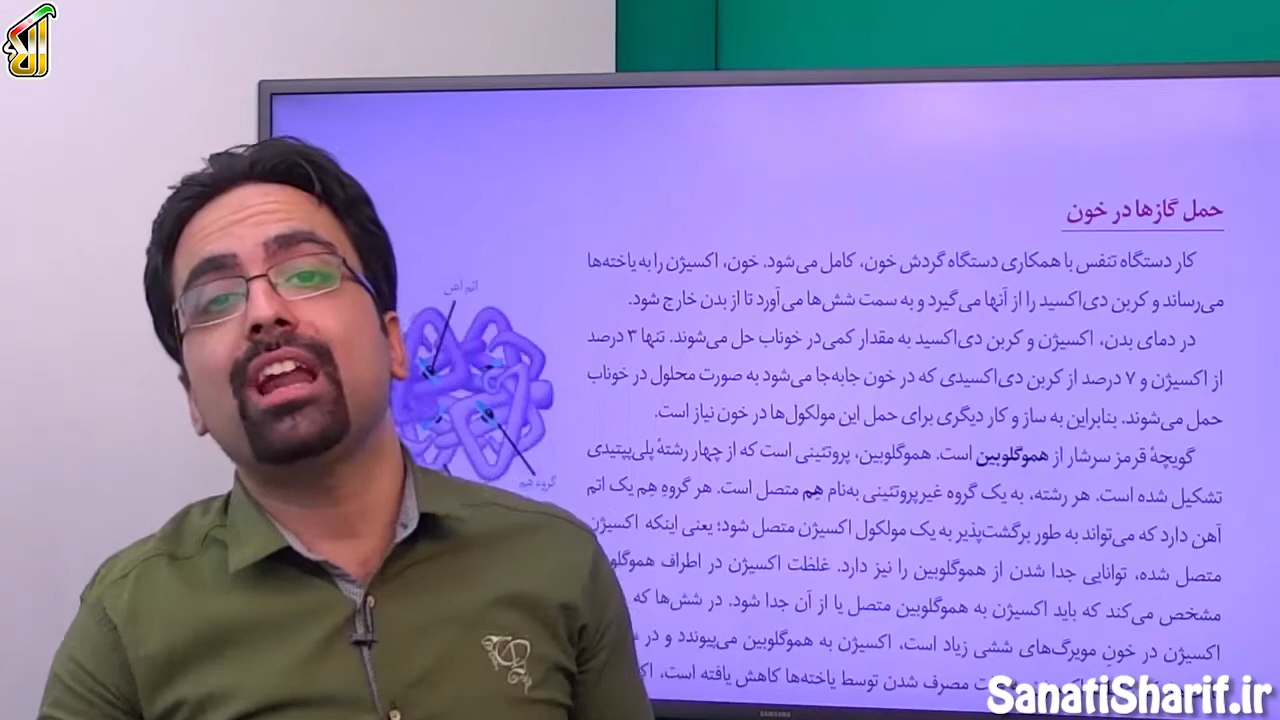 آلاء
حمل گازها در خون
کار دستگاه تنفس با همکاری دستگاه گردش خون، کامل می‌شود. خون، اکسیژن را به یاخته‌ها
می‌رساند و کربن دی‌اکسید را از آنها می‌گیرد و به سمت شش‌ها می‌آورد تا از بدن خارج شود.
در دمای بدن، اکسیژن و کربن دی‌اکسید به مقدار کمی در خوناب حل می‌شوند. تنها ۳ درصد
از اکسیژن و ۷ درصد از کربن دی‌اکسیدی که در خون جابه‌جا می‌شود به صورت محلول در خوناب
حمل می‌شوند. بنابراین به ساز و کار دیگری برای حمل این مولکول‌ها در خون نیاز است.
گویچهٔ قرمز سرشار از هموگلوبین است. هموگلوبین، پروتئینی است که از چهار رشتهٔ پلی‌پپتیدی
تشکیل شده است. هر رشته، به یک گروه غیرپروتئینی به‌نام هِم متصل است. هر گروهِ هِم یک اتم
آهن دارد که می‌تواند به طور برگشت‌پذیر به یک مولکول اکسیژن متصل شود؛ یعنی اینکه اکسیژن
متصل شده، توانایی جدا شدن از هموگلوبین را نیز دارد. غلظت اکسیژن در اطراف
مشخص می‌کند که باید اکسیژن به هموگلوبین متصل یا از آن جدا شود. در شش‌ها که
اکسیژن در خونِ مویرگ‌های ششی زیاد است، اکسیژن به هموگلوبین می‌پیوندد و در
مصرف شدن توسط یاخته‌ها کاهش یافته است،
اتم آهن
گروه هم
SAMSUNG
SanatiSharif.ir